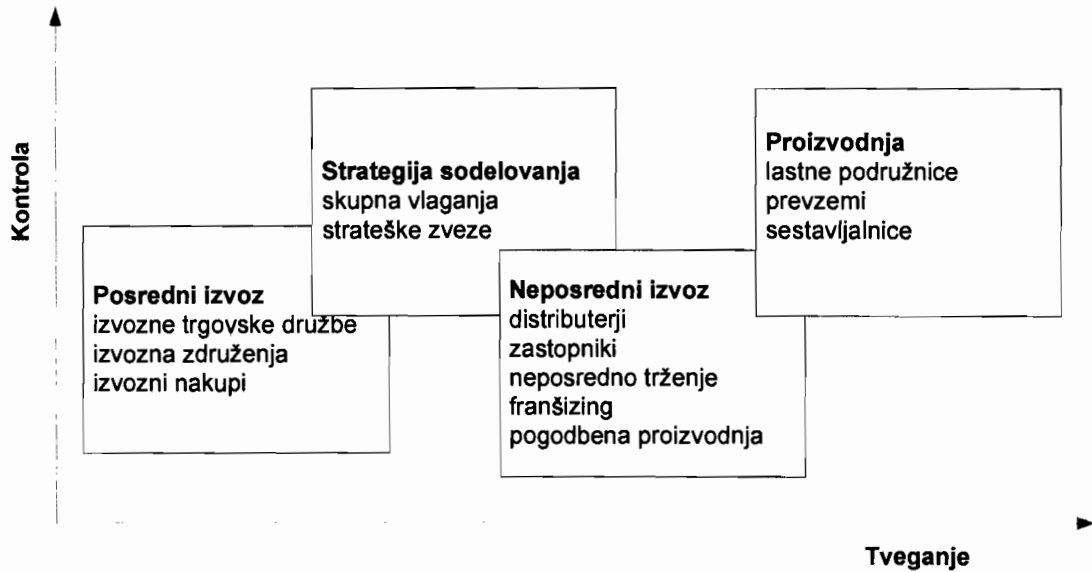 Kontrola
Posredni izvoz
izvozne trgovske družbe
izvozna združenja
izvozni nakupi
Strategija sodelovanja
skupna vlaganja
strateške zveze
Neposredni izvoz
distributerji
zastopniki
neposredno trženje
franšizing
pogodbena proizvodnja
Proizvodnja
lastne podružnice
prevzemi
sestavljalnice
Tveganje